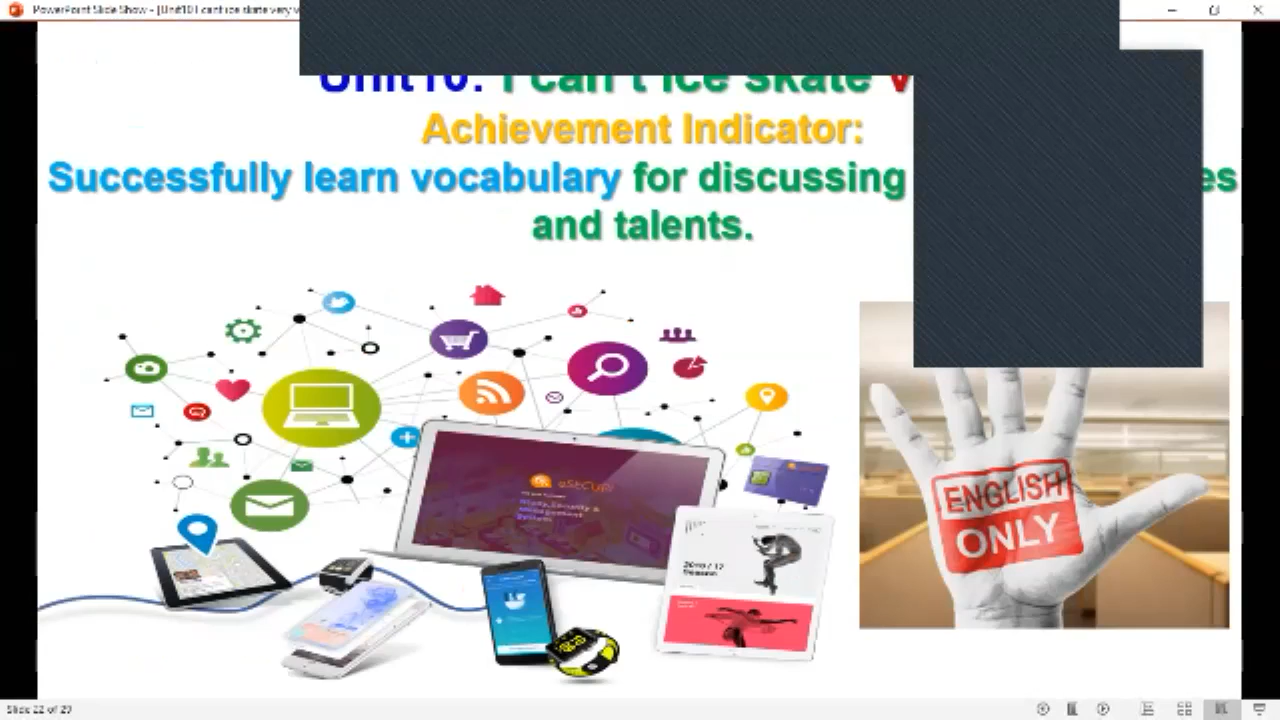 PowerPoint Slide Show - [Unit10 I cant ice skate very
Unit10: I can't ice skate
Achievement Indicator:
Successfully learn vocabulary for discussing
and talents.
ENGLISH
ONLY
Slide 22 of 29